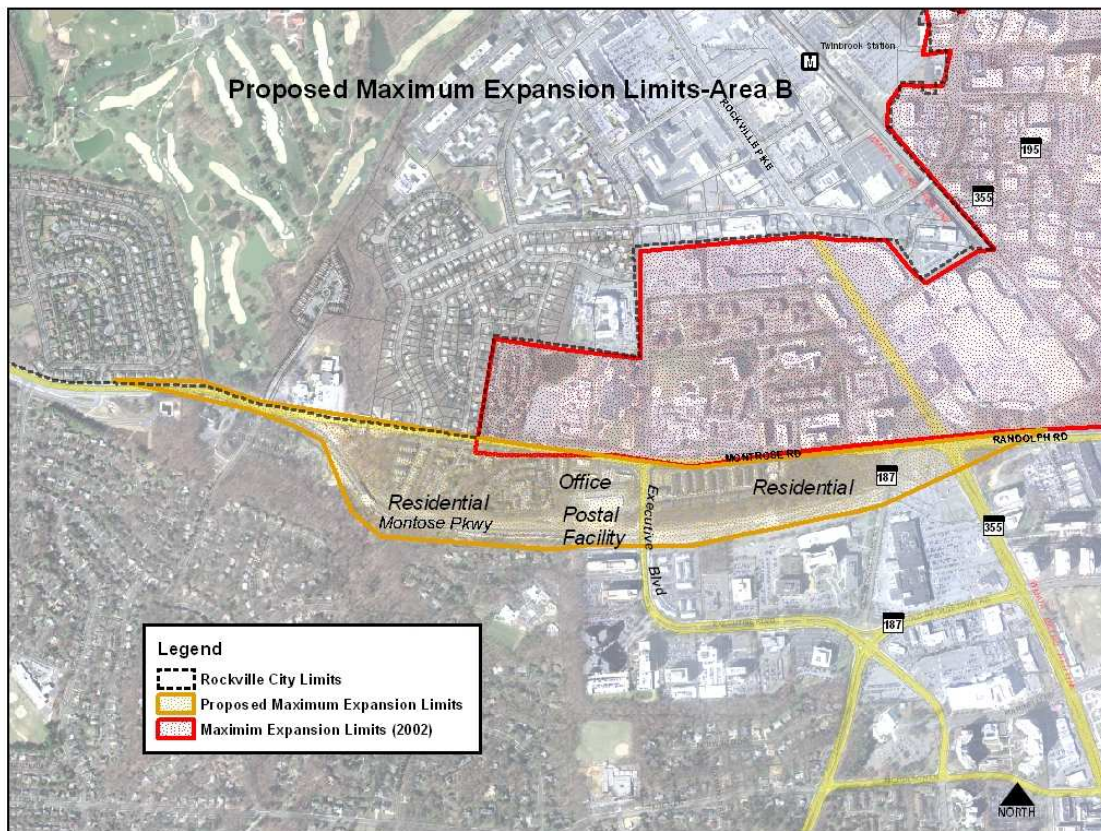 Twinbrook Station
M
Proposed Maximum Expansion Limits-Area B
ROCKVILLE PIKE
195
355
RANDOLPH RD
MONTROSE RD
187
Office
Residential
Residential
Montose Pkwy
Postal
Facility
Executive Blvd
355
187
Legend
Rockville City Limits
Proposed Maximum Expansion Limits
Maximim Expansion Limits (2002)
NORTH